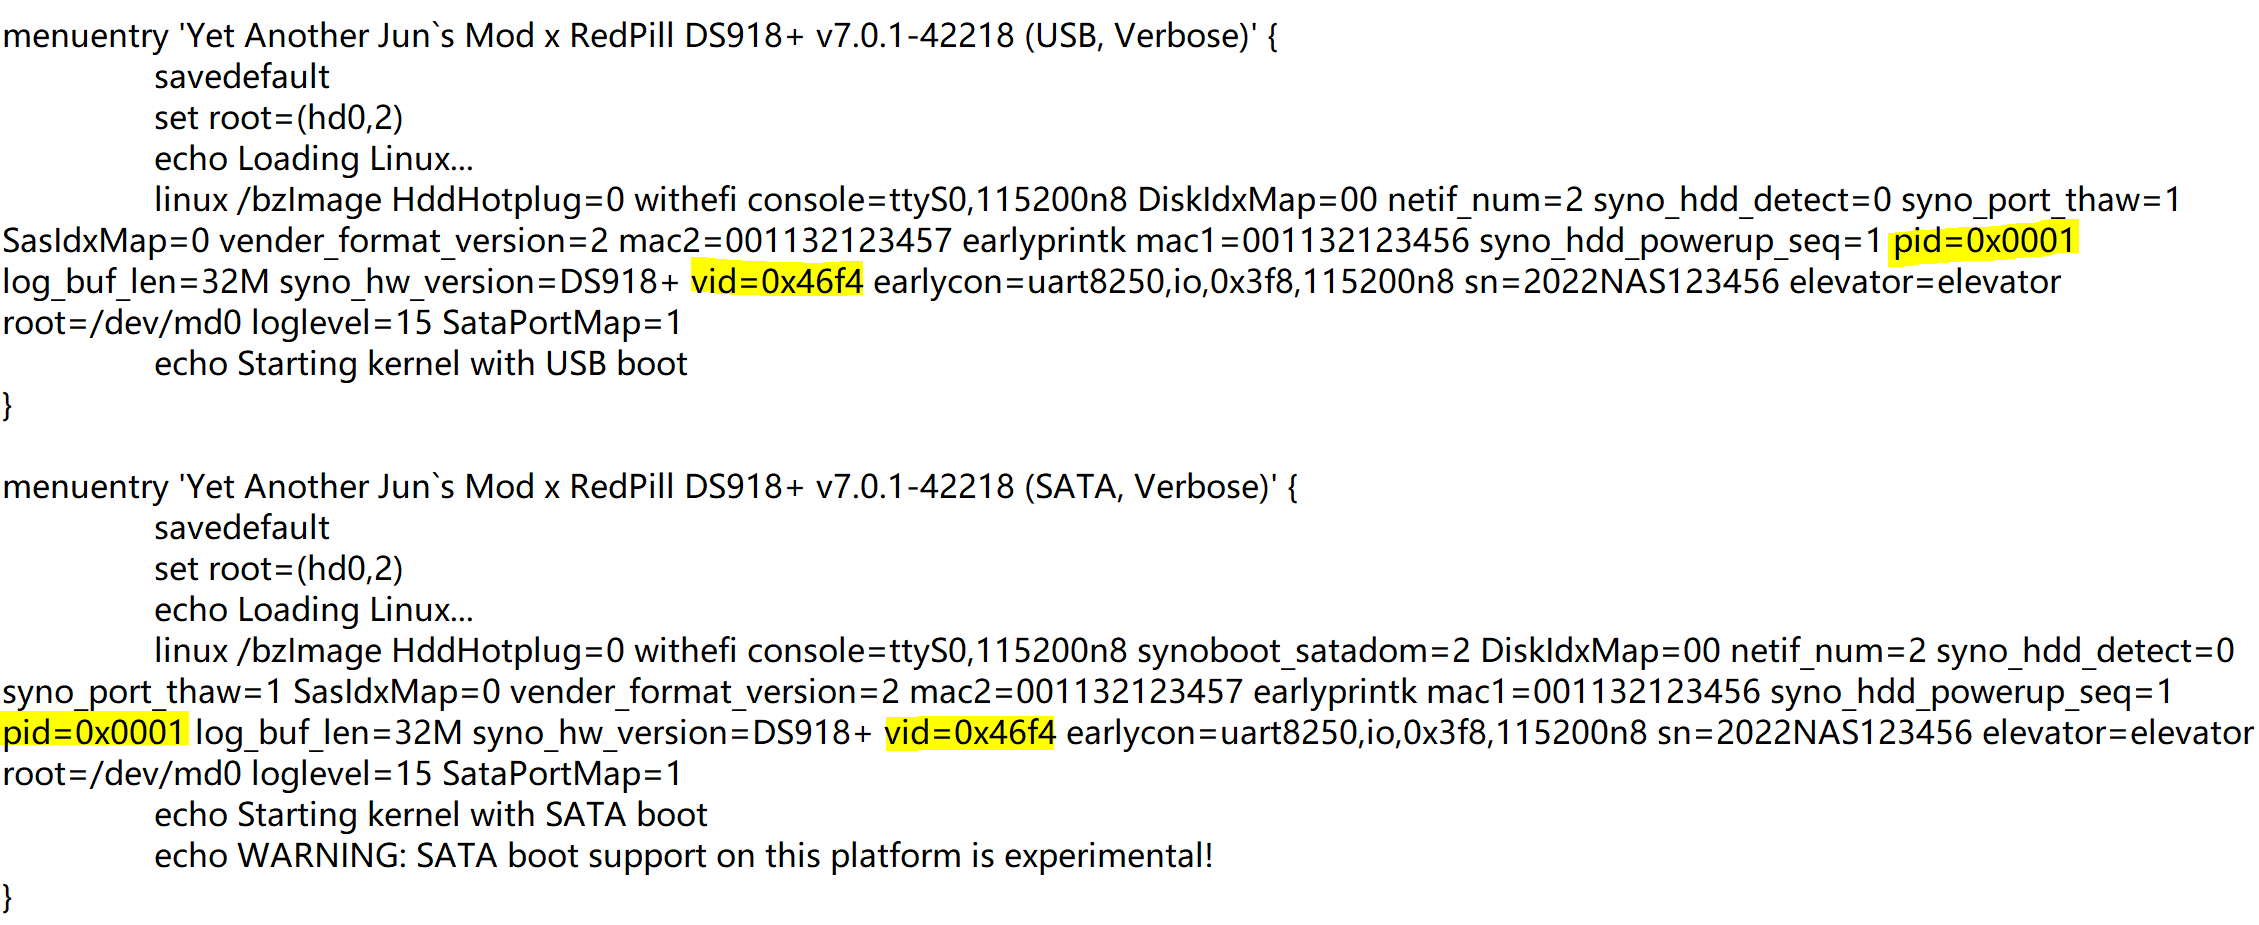 menuentry 'Yet Another Jun`s Mod x RedPill DS918+ v7.0.1-42218 (USB, Verbose)' {
savedefault
set root=(hd0,2)
echo Loading Linux...
linux /bzImage HddHotplug=0 withefi console=ttyS0,115200n8 DiskIdxMap=00 netif_num=2 syno_hdd_detect=0 syno_port_thaw=1
SasIdxMap=0 vender_format_version=2 mac2=001132123457 earlyprintk mac1=001132123456 syno_hdd_powerup_seq=1 pid=0x0001
log_buf_len=32M syno_hw_version=DS918+ vid=0x46f4 earlycon=uart8250,io,0x3f8,115200n8 sn=2022NAS123456 elevator=elevator
root=/dev/md0 loglevel=15 SataPortMap=1
echo Starting kernel with USB boot
}
menuentry 'Yet Another Jun`s Mod x RedPill DS918+ v7.0.1-42218 (SATA, Verbose)' {
savedefault
set root=(hd0,2)
echo Loading Linux...
linux /bzImage HddHotplug=0 withefi console=ttyS0,115200n8 synoboot_satadom=2 DiskIdxMap=00 netif_num=2 syno_hdd_detect=0
syno_port_thaw=1 SasIdxMap=0 vender_format_version=2 mac2=001132123457 earlyprintk mac1=001132123456 syno_hdd_powerup_seq=1
pid=0x0001 log_buf_len=32M syno_hw_version=DS918+ vid=0x46f4 earlycon=uart8250,io,0x3f8,115200n8 sn=2022NAS123456 elevator=elevator
root=/dev/md0 loglevel=15 SataPortMap=1
echo Starting kernel with SATA boot
echo WARNING: SATA boot support on this platform is experimental!
}